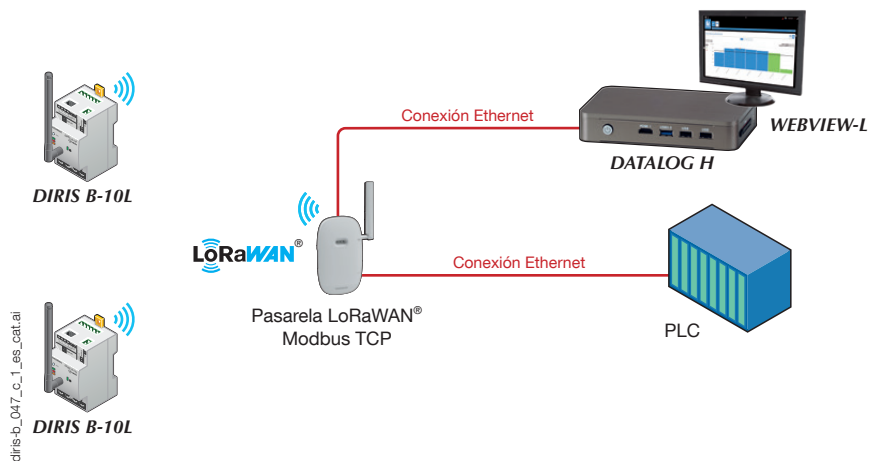 Conexión Ethernet
WEBVIEW-L
DATALOG H
DIRIS B-10L
LoRaWAN®
Conexión Ethernet
Pasarela LoRaWAN®
Modbus TCP
PLC
DIRIS B-10L
diris-b_047_c_1_es_cat.ai